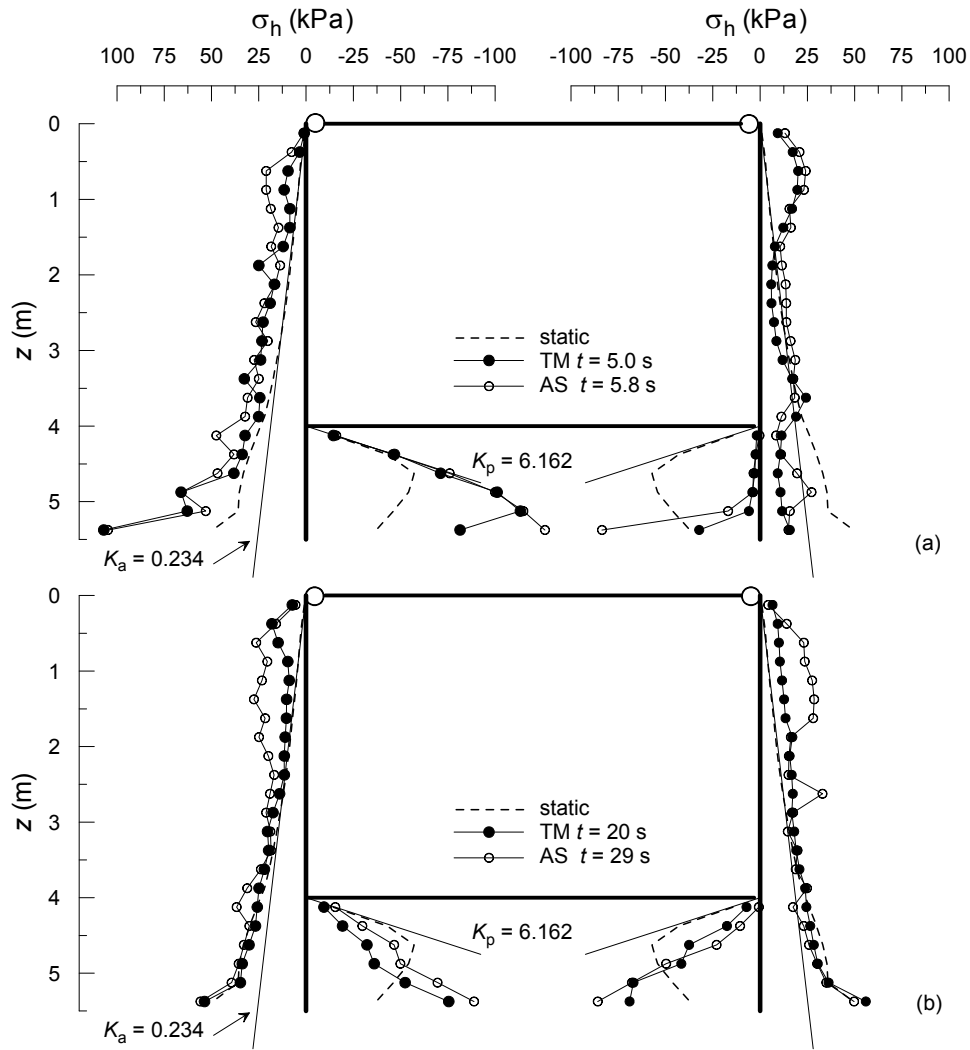 σh (kPa) σh (kPa)
100 75 50 25 0 -25 -50 -75 -100 -100 -75 -50 -25 0 25 50 75 100
0
1
2
3
4
5
z (m)
static
TM t = 5.0 s
AS t = 5.8 s
Kp = 6.162
Ka = 0.234
(a)
0
1
2
3
4
5
z (m)
static
TM t = 20 s
AS t = 29 s
Kp = 6.162
Ka = 0.234
(b)